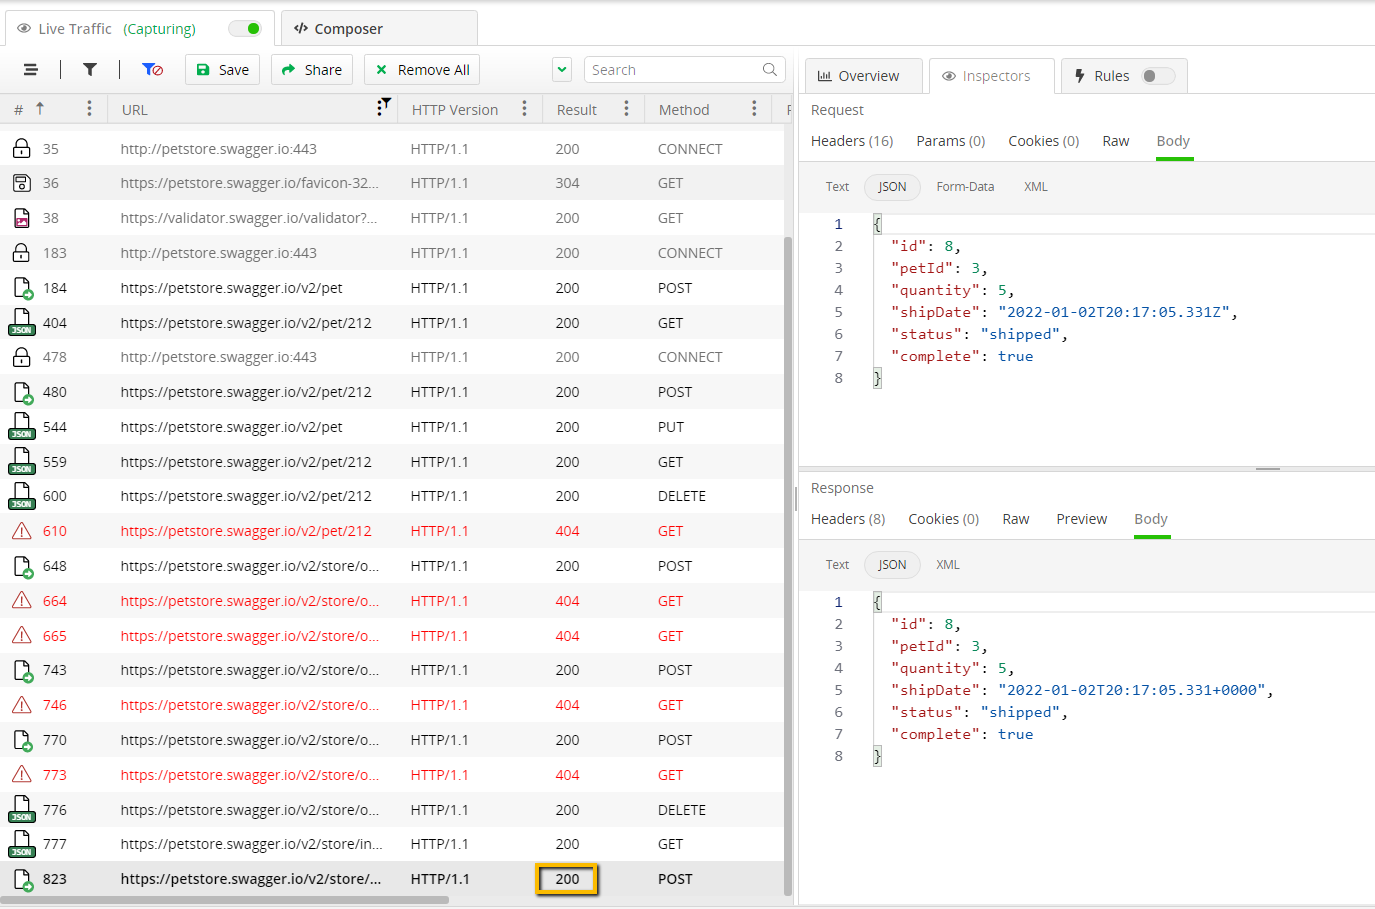 Live Traffic (Capturing)
</> Composer
Save Share Remove All Search
# ↑ URL HTTP Version Result Method
35 http://petstore.swagger.io:443 HTTP/1.1 200 CONNECT
36 https://petstore.swagger.io/favicon-32... HTTP/1.1 304 GET
38 https://validator.swagger.io/validator?... HTTP/1.1 200 GET
183 http://petstore.swagger.io:443 HTTP/1.1 200 CONNECT
184 https://petstore.swagger.io/v2/pet HTTP/1.1 200 POST
JSON 404 https://petstore.swagger.io/v2/pet/212 HTTP/1.1 200 GET
478 http://petstore.swagger.io:443 HTTP/1.1 200 CONNECT
480 https://petstore.swagger.io/v2/pet/212 HTTP/1.1 200 POST
JSON 544 https://petstore.swagger.io/v2/pet HTTP/1.1 200 PUT
JSON 559 https://petstore.swagger.io/v2/pet/212 HTTP/1.1 200 GET
JSON 600 https://petstore.swagger.io/v2/pet/212 HTTP/1.1 200 DELETE
610 https://petstore.swagger.io/v2/pet/212 HTTP/1.1 404 GET
648 https://petstore.swagger.io/v2/store/o... HTTP/1.1 200 POST
664 https://petstore.swagger.io/v2/store/o... HTTP/1.1 404 GET
665 https://petstore.swagger.io/v2/store/o... HTTP/1.1 404 GET
743 https://petstore.swagger.io/v2/store/o... HTTP/1.1 200 POST
746 https://petstore.swagger.io/v2/store/o... HTTP/1.1 404 GET
770 https://petstore.swagger.io/v2/store/o... HTTP/1.1 200 POST
773 https://petstore.swagger.io/v2/store/o... HTTP/1.1 404 GET
JSON 776 https://petstore.swagger.io/v2/store/o... HTTP/1.1 200 DELETE
JSON 777 https://petstore.swagger.io/v2/store/in... HTTP/1.1 200 GET
823 https://petstore.swagger.io/v2/store/... HTTP/1.1 200 POST
Overview Inspectors Rules
Request
Headers (16) Params (0) Cookies (0) Raw Body
Text JSON Form-Data XML
1 {
2 "id": 8,
3 "petId": 3,
4 "quantity": 5,
5 "shipDate": "2022-01-02T20:17:05.331Z",
6 "status": "shipped",
7 "complete": true
8 }
Response
Headers (8) Cookies (0) Raw Preview Body
Text JSON XML
1 {
2 "id": 8,
3 "petId": 3,
4 "quantity": 5,
5 "shipDate": "2022-01-02T20:17:05.331+0000",
6 "status": "shipped",
7 "complete": true
8 }